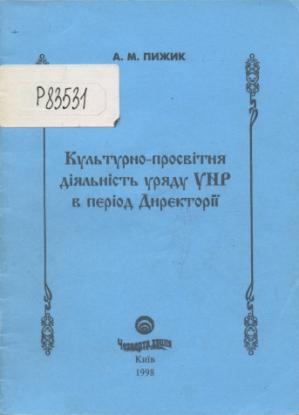 А. М. ПИЖИК
Р83531
Культурно-просвітня
діяльність уряду УНР
в період Директорії
Четверта хвиля
Київ
1998